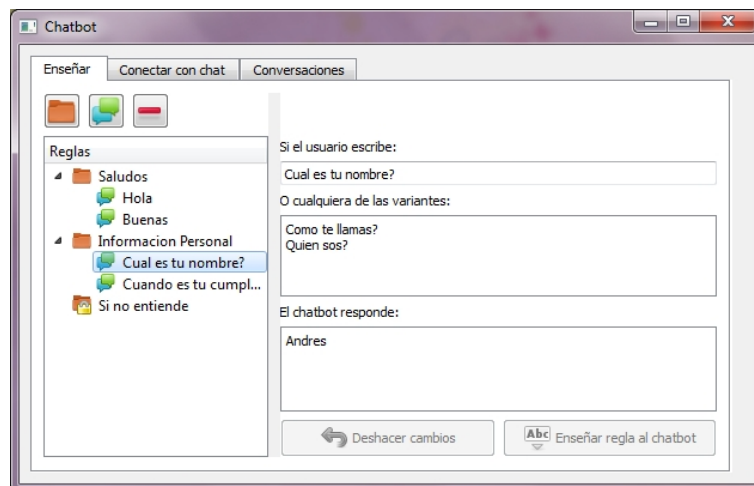 Chatbot
Enseñar
Conectar con chat
Conversaciones
Reglas
Saludos
Hola
Buenas
Informacion Personal
Cual es tu nombre?
Cuando es tu cumpl...
Si no entiende
Si el usuario escribe:
Cual es tu nombre?
O cualquiera de las variantes:
Como te llamas?
Quien sos?
El chatbot responde:
Andres
Deshacer cambios
Abc Enseñar regla al chatbot